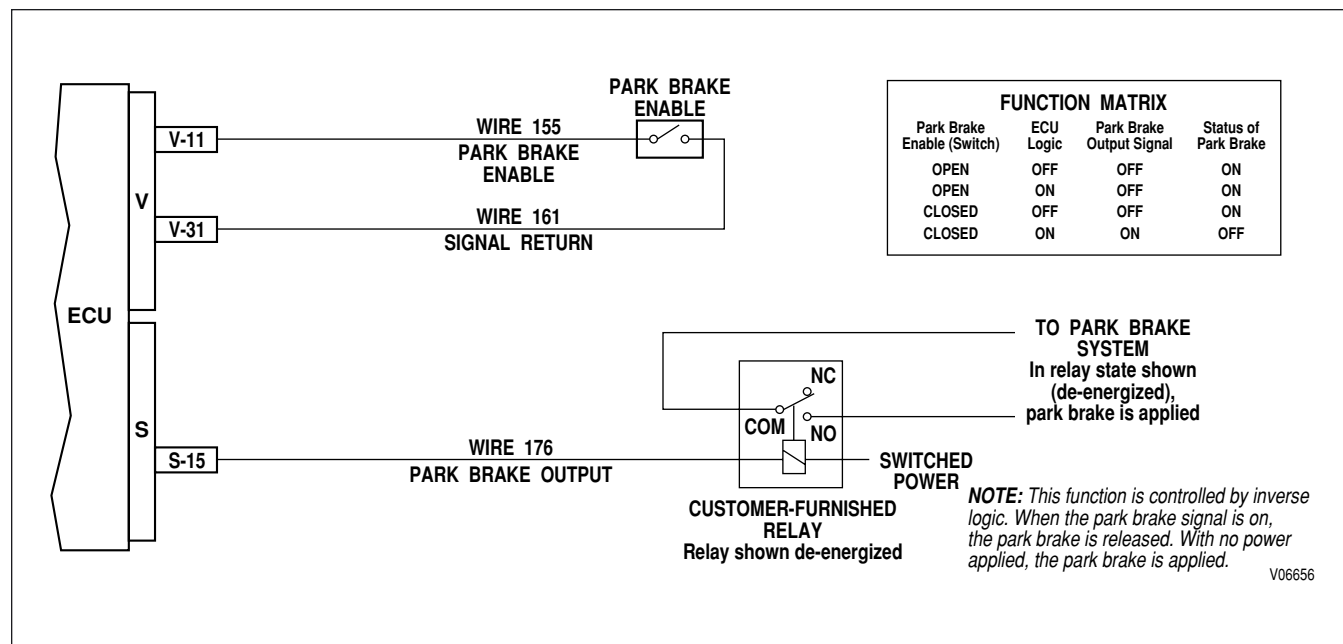 PARK BRAKE
ENABLE
V-11
WIRE 155
PARK BRAKE
ENABLE
V
V-31
WIRE 161
SIGNAL RETURN
ECU
S
S-15
WIRE 176
PARK BRAKE OUTPUT
FUNCTION MATRIX
Park Brake Enable (Switch) ECU Logic Park Brake Output Signal Status of Park Brake
OPEN OFF OFF ON
OPEN ON OFF ON
CLOSED OFF OFF ON
CLOSED ON ON OFF
NC
COM
NO
TO PARK BRAKE
SYSTEM
In relay state shown
(de-energized),
park brake is applied
SWITCHED
POWER
CUSTOMER-FURNISHED
RELAY
Relay shown de-energized
NOTE: This function is controlled by inverse
logic. When the park brake signal is on,
the park brake is released. With no power
applied, the park brake is applied.
V06656